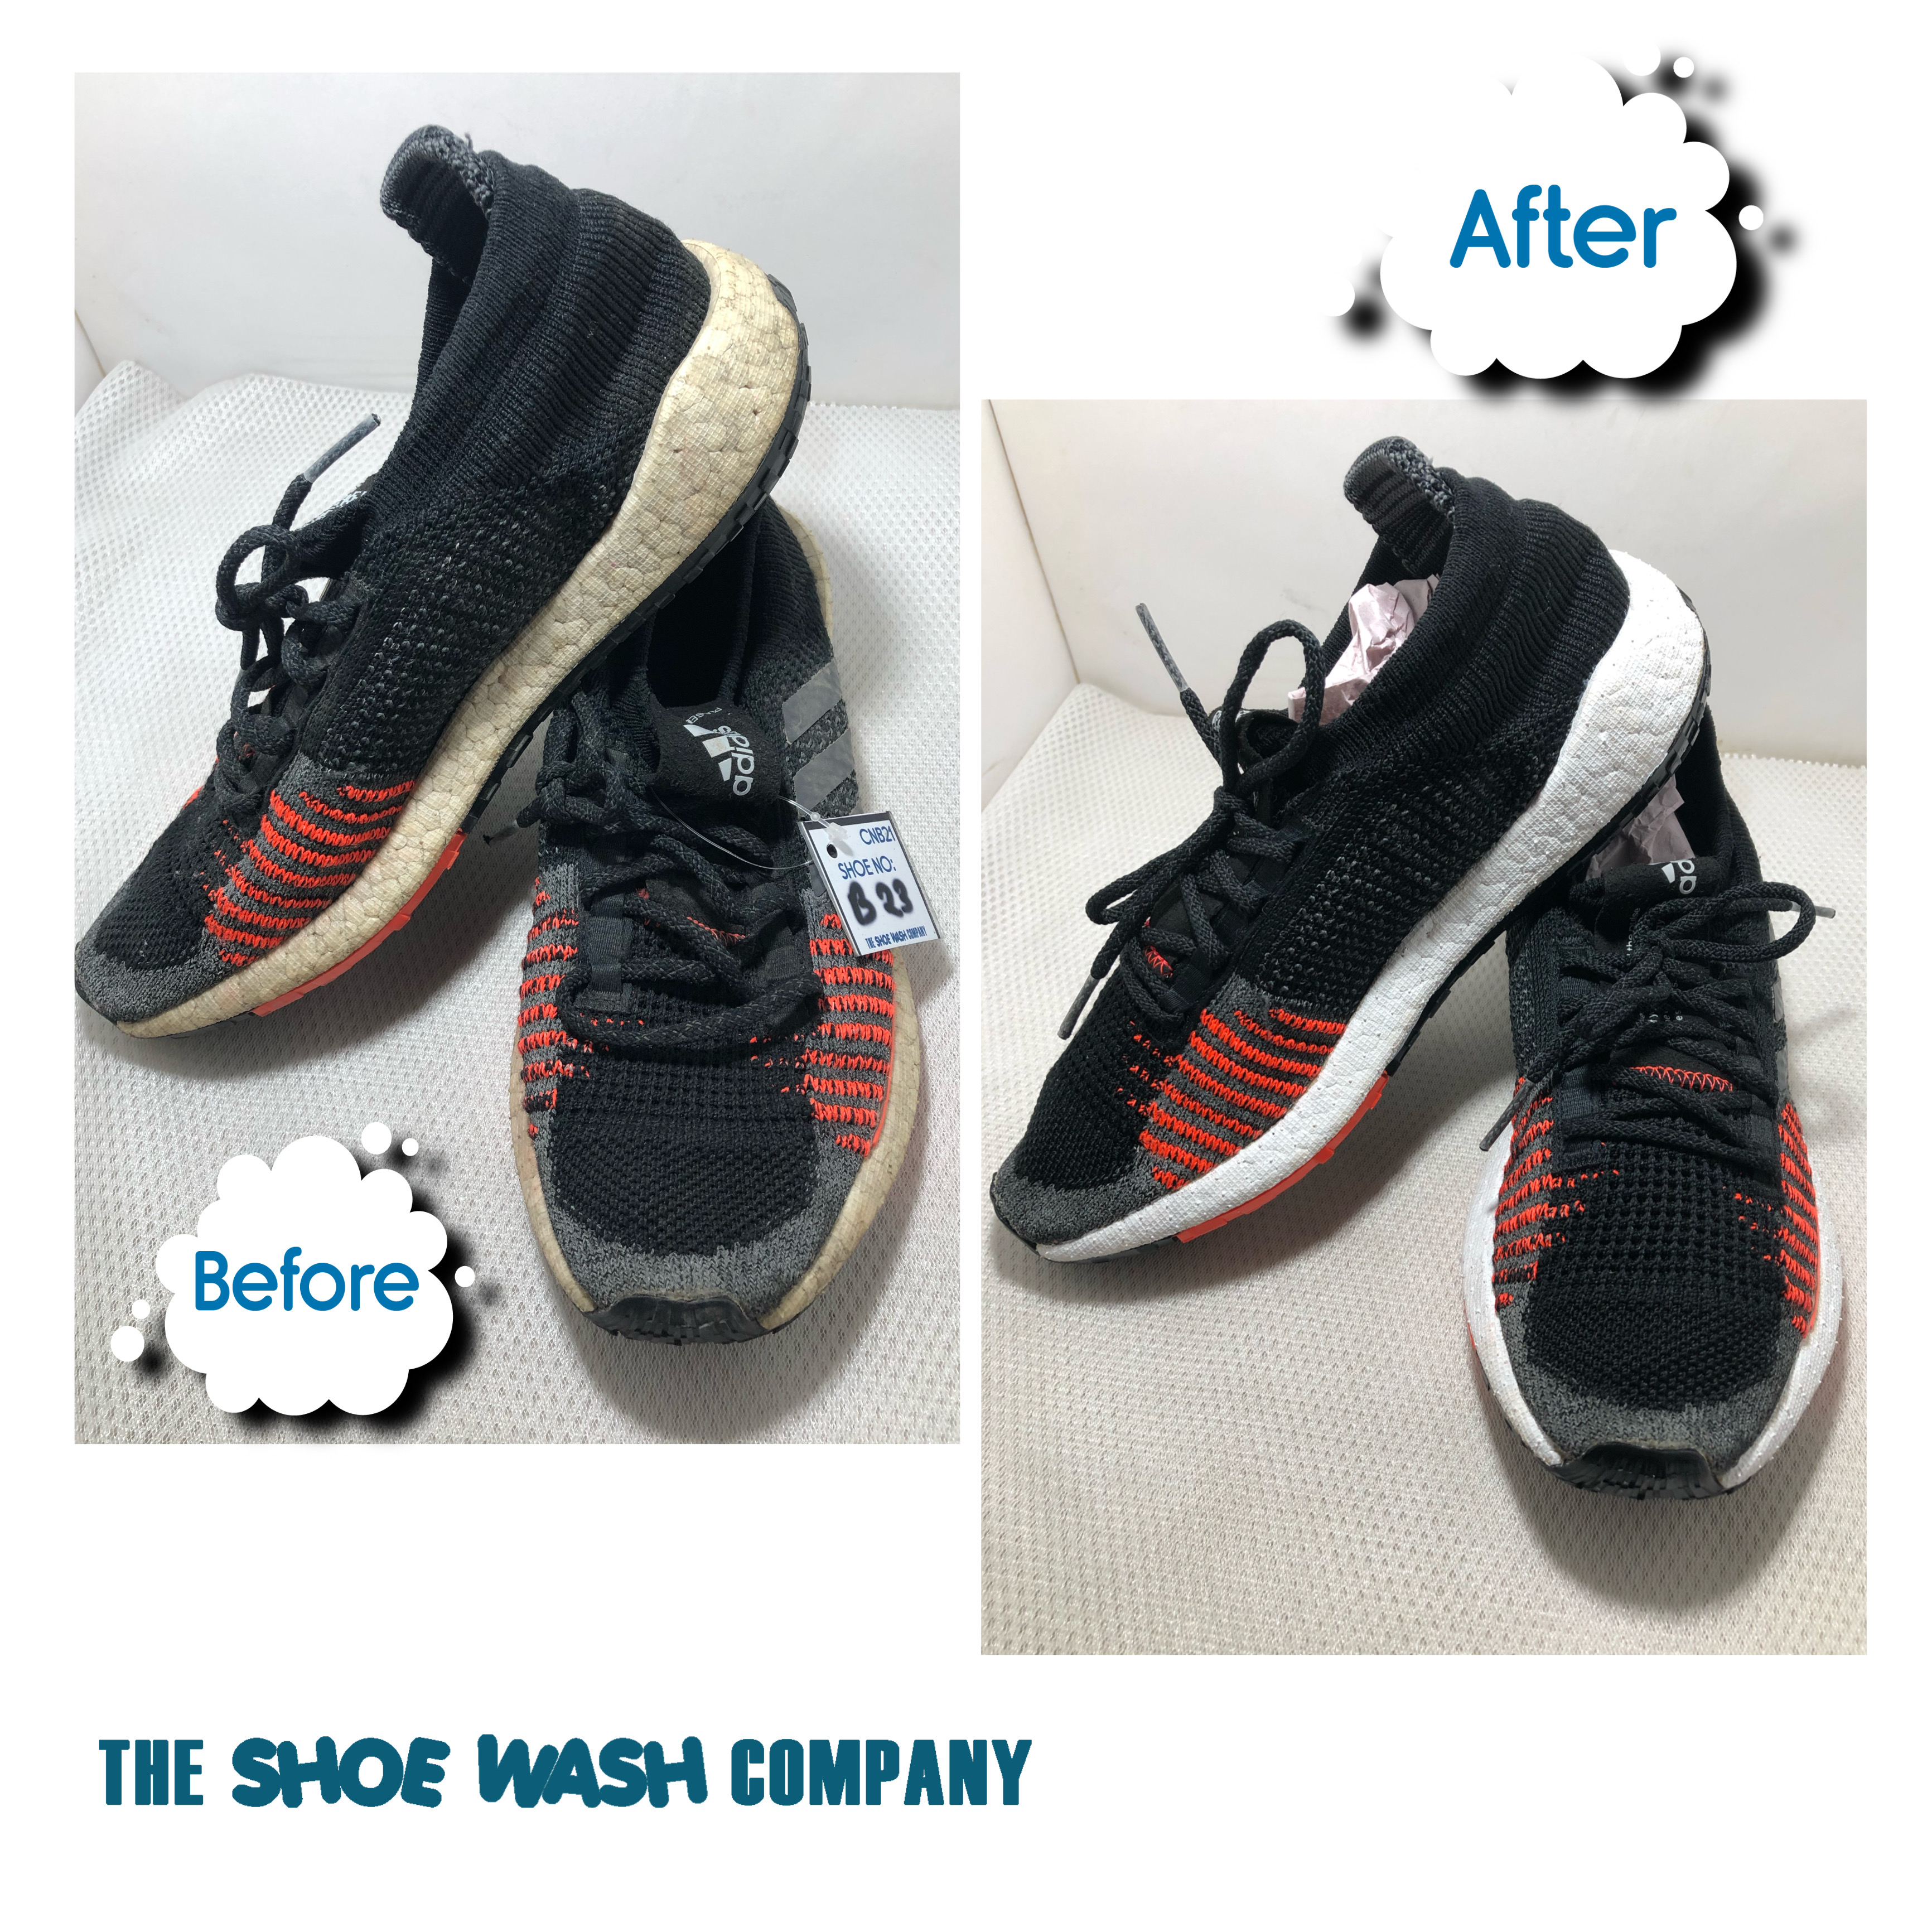 After
adidas
CNB21
SHOE NO:
B 23
THE SHOE WASH COMPANY
Before
THE SHOE WASH COMPANY